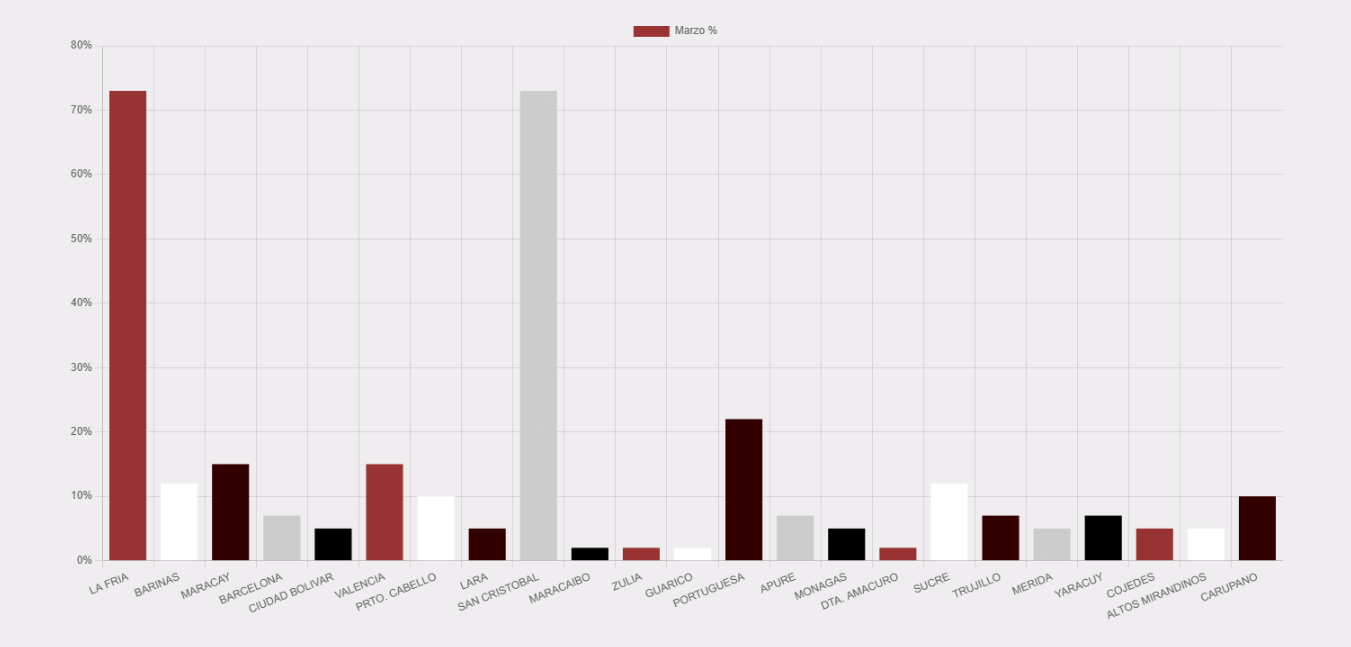 Marzo %
80%
70%
60%
50%
40%
30%
20%
10%
0%
LA FRIA
BARINAS
MARACAY
BARCELONA
CIUDAD BOLIVAR
VALENCIA
PRTO. CABELLO
LARA
SAN CRISTOBAL
MARACAIBO
ZULIA
GUARICO
PORTUGUESA
APURE
MONAGAS
DTA. AMACURO
SUCRE
TRUJILLO
MERIDA
YARACUY
COJEDES
ALTOS MIRANDINOS
CARUPANO